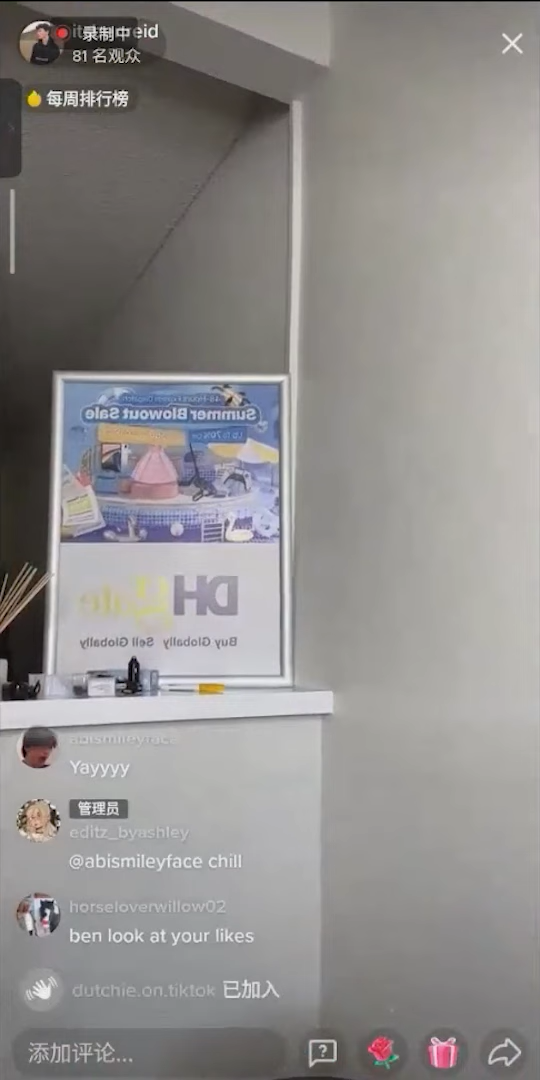 录制中
81 名观众
每周排行榜
Summer Blowout Sale
DHgate
Buy Globally Sell Globally
abismileyface
Yayyyy
管理员
editz_byashley
@abismileyface chill
horseloverwillow02
ben look at your likes
dutchie.on.tiktok 已加入
添加评论...